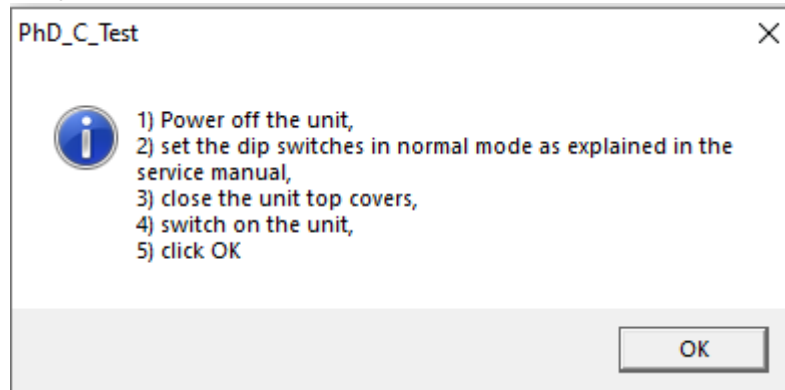 PhD_C_Test
1) Power off the unit,
2) set the dip switches in normal mode as explained in the
service manual,
3) close the unit top covers,
4) switch on the unit,
5) click OK
OK